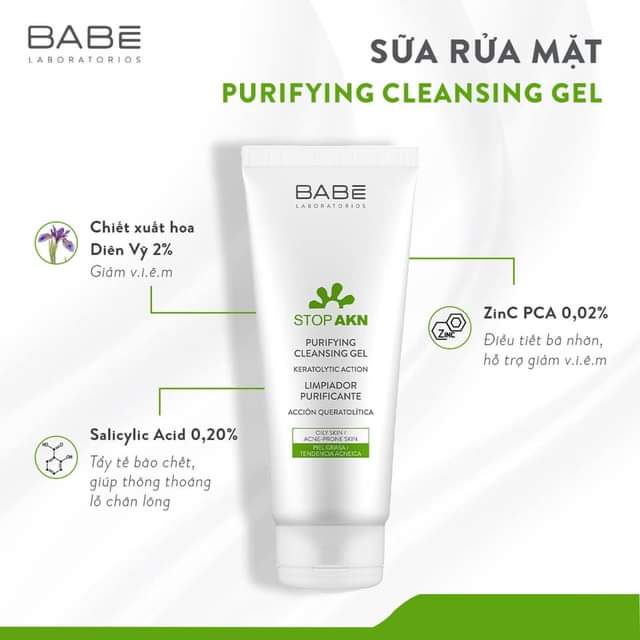 BABĒ
LABORATORIOS
SỮA RỬA MẶT
PURIFYING CLEANSING GEL
Chiết xuất hoa
Diên Vỹ 2%
Giảm v.i.ê.m
Salicylic Acid 0,20%
Tẩy tế bào chết,
giúp thông thoáng
lỗ chân lông
BABĒ
LABORATORIOS
STOP AKN
PURIFYING
CLEANSING GEL
KERATOLYTIC ACTION
LIMPIADOR
PURIFICANTE
ACCIÓN QUERATOLÍTICA
OILY SKIN /
ACNE-PRONE SKIN
PIEL GRASA /
TENDENCIA ACNÉICA
ZinC
ZinC PCA 0,02%
Điều tiết bã nhờn,
hỗ trợ giảm v.i.ê.m